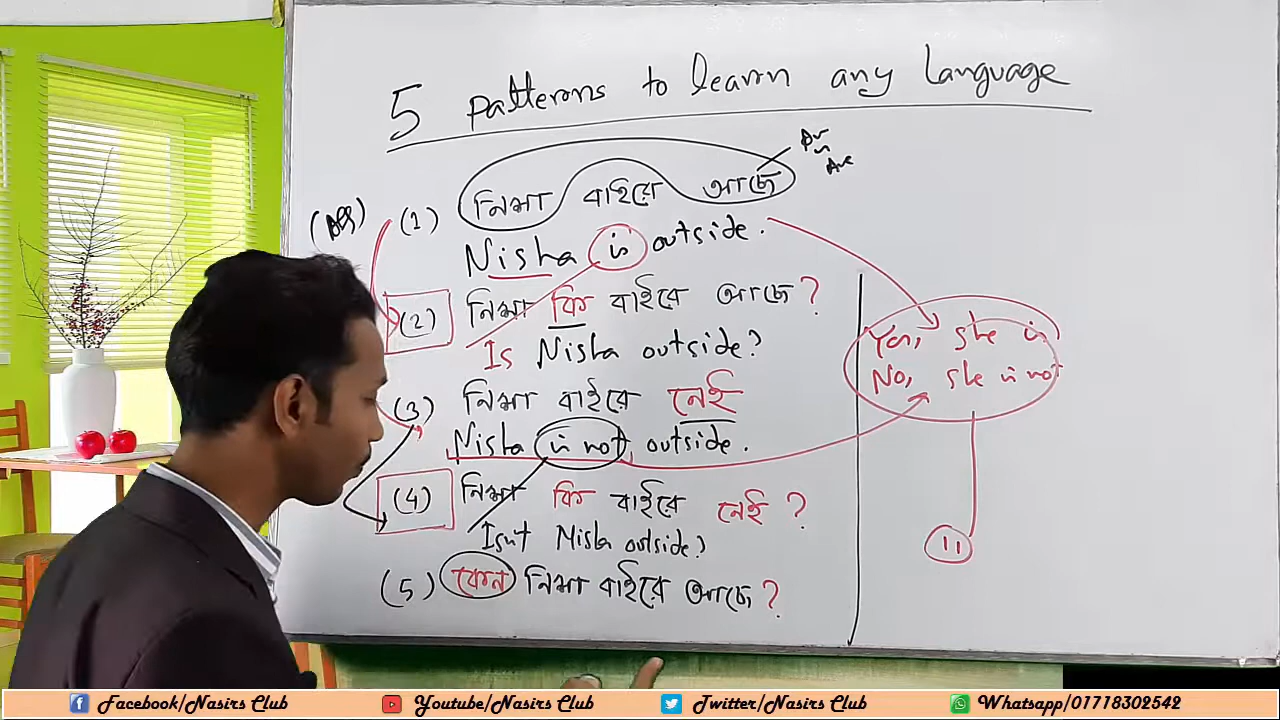 5 Patterns to learn any Language
(1) নিশা বাহিরে আছে
Nisha is outside.
(2) নিশা কি বাইরে আছে?
Is Nisha outside?
(3) নিশা বাইরে নেই
Nisha is not outside.
(4) নিশা কি বাইরে নেই?
Isn't Nisha outside?
(5) কেন নিশা বাইরে আছে?
Yes, she is
No, she is not
11
Facebook/Nasirs Club
Youtube/Nasirs Club
Twitter/Nasirs Club
Whatsapp/01778302542